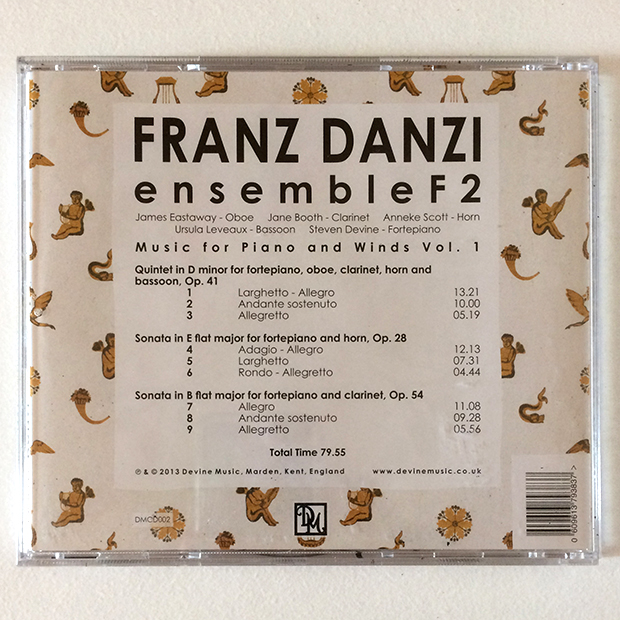 FRANZ DANZI
ensembleF2
James Eastaway - Oboe Jane Booth - Clarinet Anneke Scott - Horn
Ursula Leveaux - Bassoon Steven Devine - Fortepiano
Music for Piano and Winds Vol. 1
Quintet in D minor for fortepiano, oboe, clarinet, horn and
bassoon, Op. 41
1 Larghetto - Allegro 13.21
2 Andante sostenuto 10.00
3 Allegretto 05.19
Sonata in E flat major for fortepiano and horn, Op. 28
4 Adagio - Allegro 12.13
5 Larghetto 07.31
6 Rondo - Allegretto 04.44
Sonata in B flat major for fortepiano and clarinet, Op. 54
7 Allegro 11.08
8 Andante sostenuto 09.28
9 Allegretto 05.56
Total Time 79.55
℗ & © 2013 Devine Music, Marden, Kent, England www.devinemusic.co.uk
DMCD002
DM
0 609613 793837 >